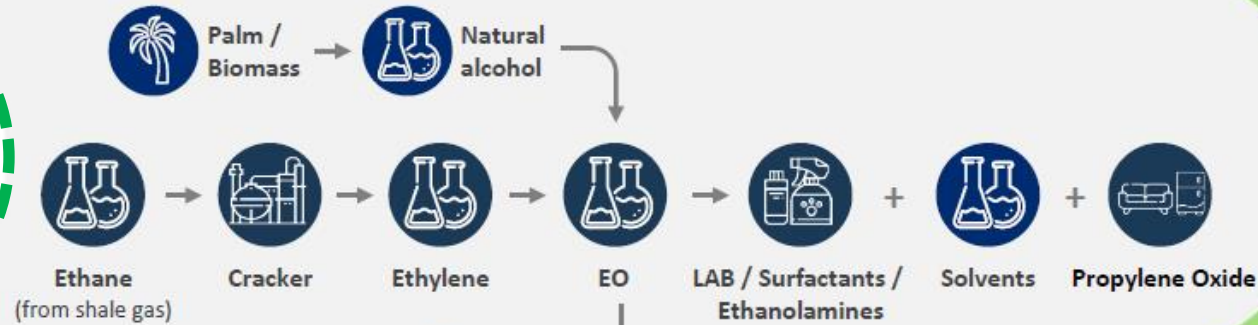 Palm /
Biomass
Natural
alcohol
Ethane
(from shale gas)
Cracker
Ethylene
EO
LAB / Surfactants /
Ethanolamines
+
Solvents
+
Propylene Oxide